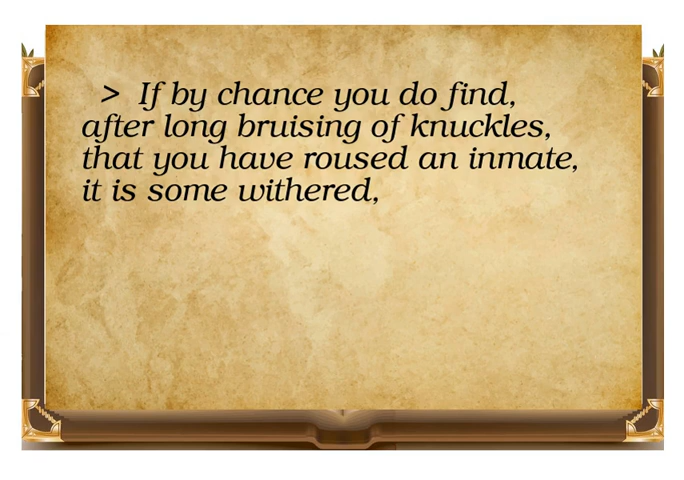 > If by chance you do find,
after long bruising of knuckles,
that you have roused an inmate,
it is some withered,